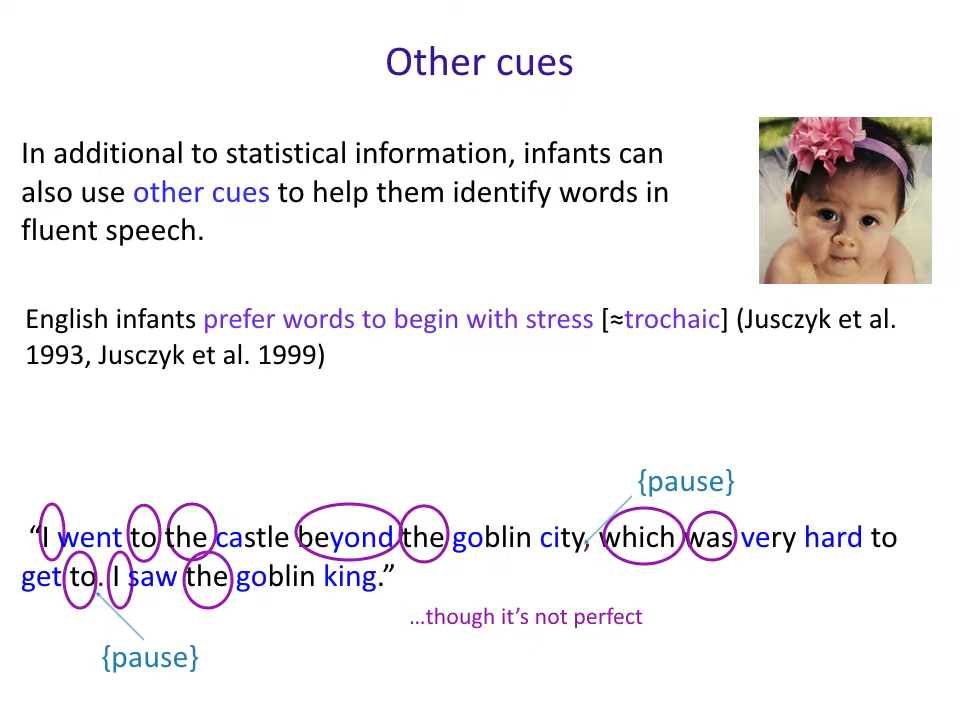 Other cues
In additional to statistical information, infants can
also use other cues to help them identify words in
fluent speech.
English infants prefer words to begin with stress [≈trochaic] (Jusczyk et al.
1993, Jusczyk et al. 1999)
{pause}
“I went to the castle beyond the goblin city, which was very hard to
get to. I saw the goblin king.”
…though it’s not perfect
{pause}